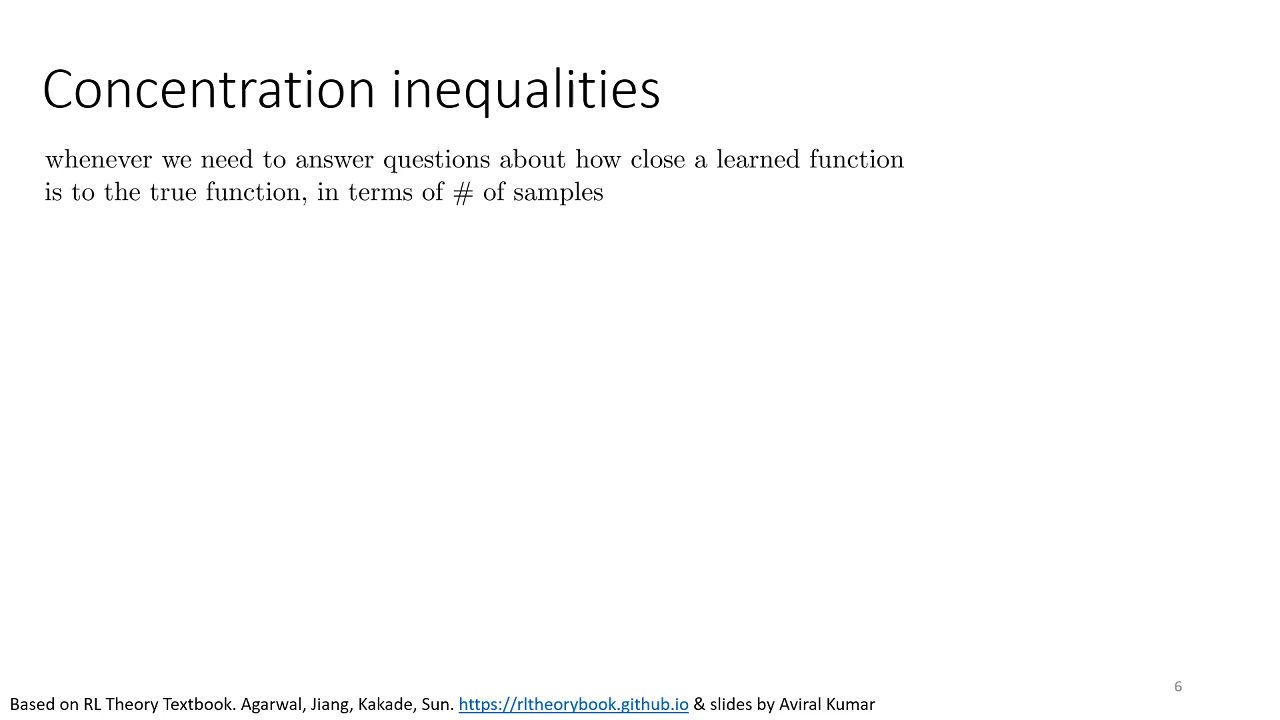 Concentration inequalities
whenever we need to answer questions about how close a learned function
is to the true function, in terms of # of samples
6
Based on RL Theory Textbook. Agarwal, Jiang, Kakade, Sun. https://rltheorybook.github.io & slides by Aviral Kumar